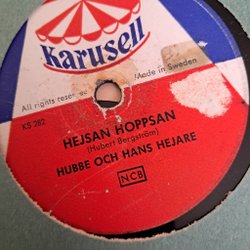 Karusell
All rights reser
Made in Sweden
KS 282
HEJSAN HOPPSAN
(Hubert Bergström)
HUBBE OCH HANS HEJARE
NCB